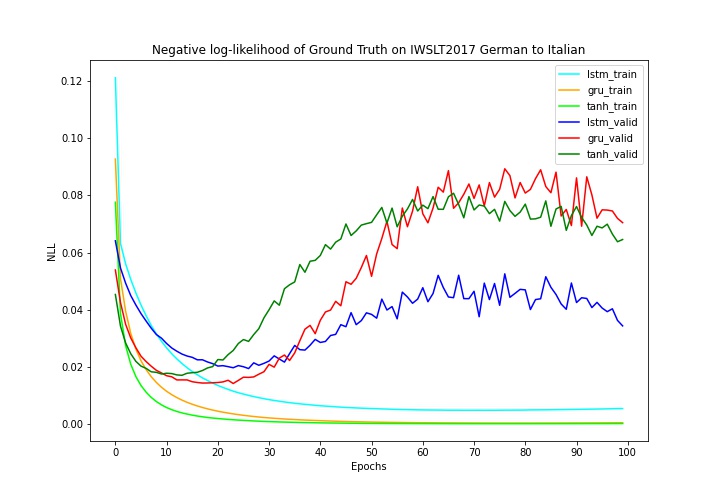 Negative log-likelihood of Ground Truth on IWSLT2017 German to Italian
lstm_train
gru_train
tanh_train
lstm_valid
gru_valid
tanh_valid
0.12
0.10
0.08
0.06
0.04
0.02
0.00
NLL
0 10 20 30 40 50 60 70 80 90 100
Epochs